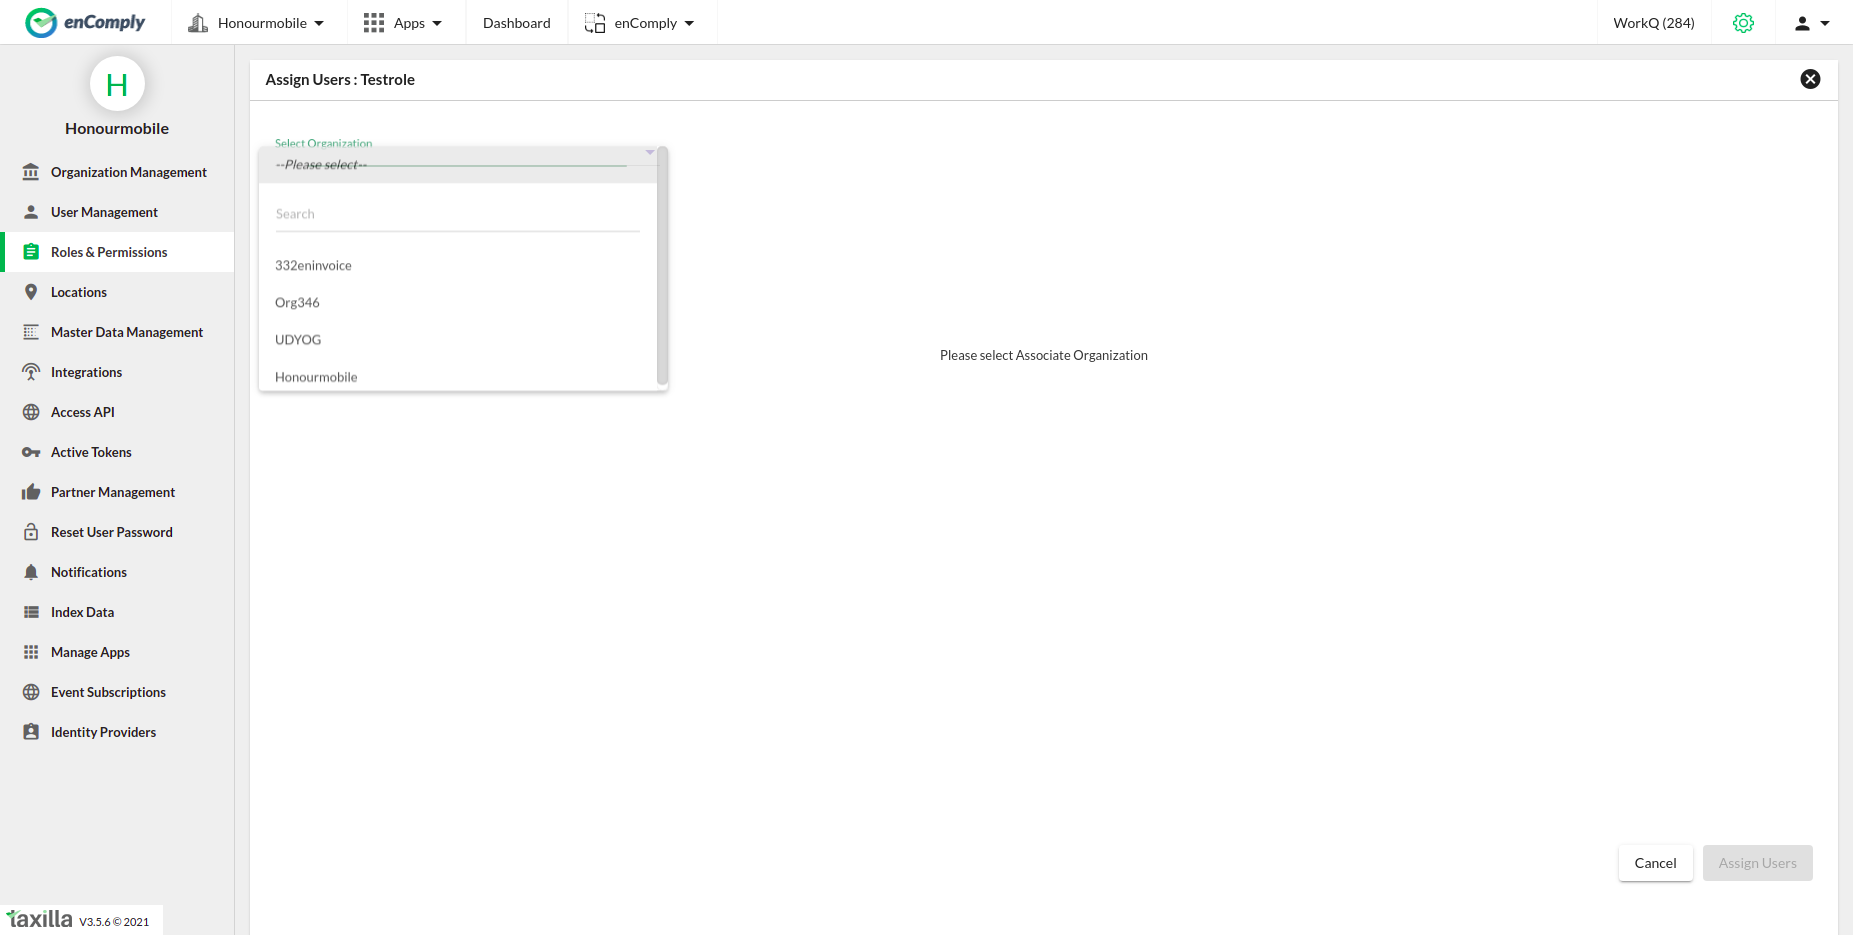 enComply
Honourmobile
Apps
Dashboard
enComply
WorkQ (284)
H
Honourmobile
Organization Management
User Management
Roles & Permissions
Locations
Master Data Management
Integrations
Access API
Active Tokens
Partner Management
Reset User Password
Notifications
Index Data
Manage Apps
Event Subscriptions
Identity Providers
taxilla V3.5.6 © 2021
Assign Users : Testrole
Select Organization
--Please select--
Search
332eninvoice
Org346
UDYOG
Honourmobile
Please select Associate Organization
Cancel
Assign Users